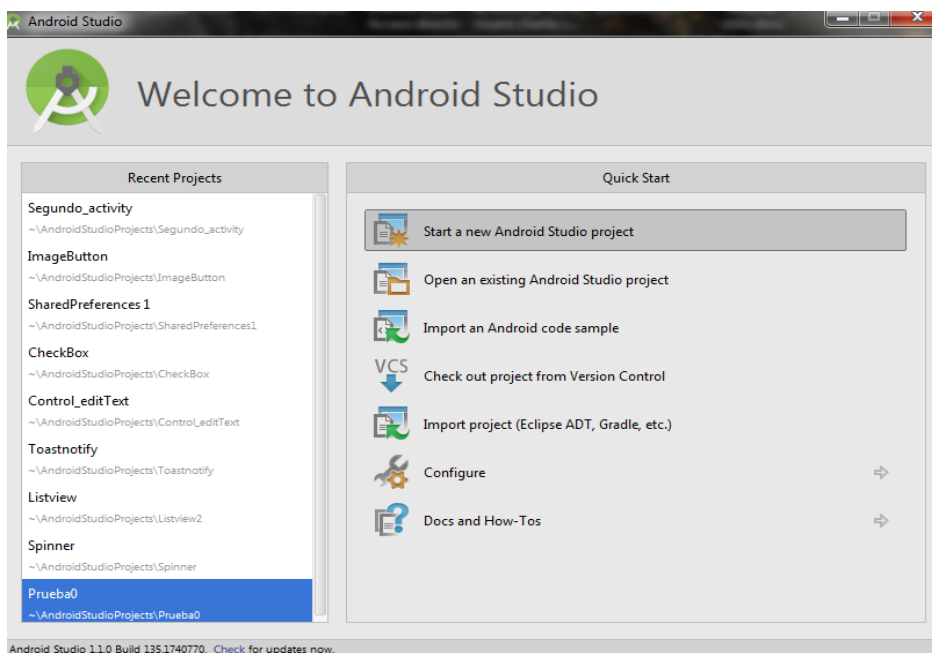 Android Studio
Welcome to Android Studio
Recent Projects
Segundo_activity
~\AndroidStudioProjects\Segundo_activity
ImageButton
~\AndroidStudioProjects\ImageButton
SharedPreferences 1
~\AndroidStudioProjects\SharedPreferences1
CheckBox
~\AndroidStudioProjects\CheckBox
Control_editText
~\AndroidStudioProjects\Control_editText
Toastnotify
~\AndroidStudioProjects\Toastnotify
Listview
~\AndroidStudioProjects\Listview2
Spinner
~\AndroidStudioProjects\Spinner
Prueba0
~\AndroidStudioProjects\Prueba0
Quick Start
Start a new Android Studio project
Open an existing Android Studio project
Import an Android code sample
VCS
Check out project from Version Control
Import project (Eclipse ADT, Gradle, etc.)
Configure
Docs and How-Tos
Android Studio 1.1.0 Build 135.1740770. Check for updates now.